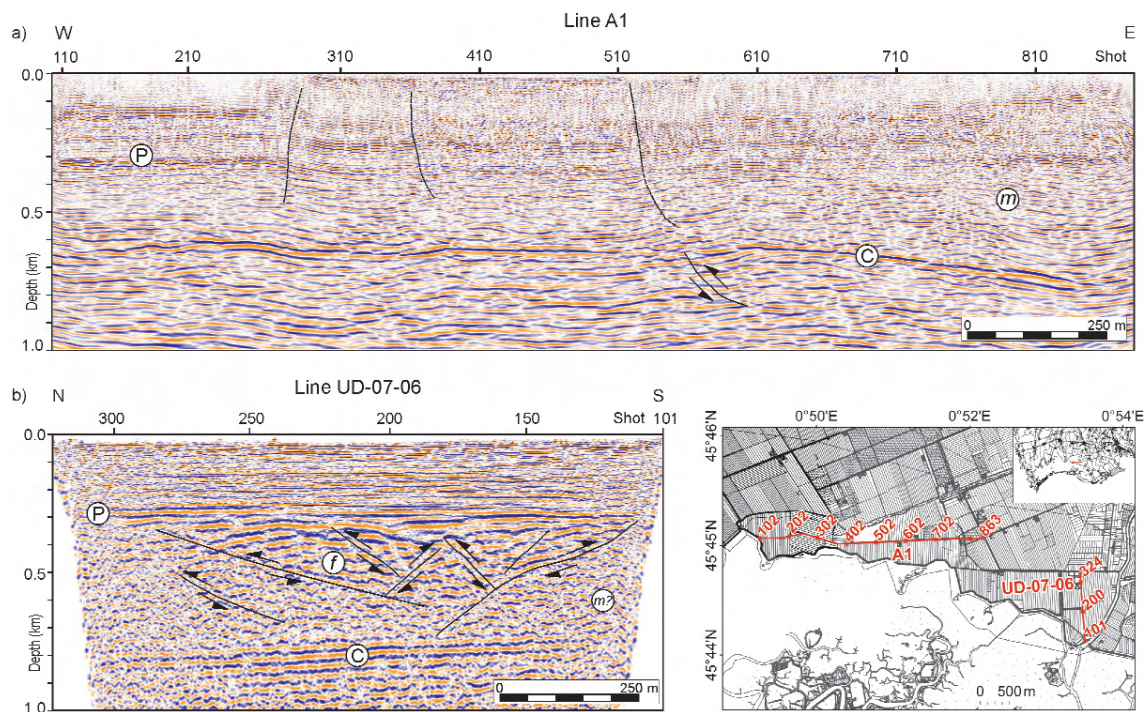 Line A1
a) W E
110 210 310 410 510 610 710 810 Shot
0.0
P
0.5
m
C
Depth (km)
1.0
0 250 m
b) N Line UD-07-06 S
300 250 200 150 Shot 101
0.0
P
f
0.5
m?
C
Depth (km)
1.0
0 250 m
0°50'E 0°52'E 0°54'E
45°46'N
45°45'N
45°44'N
102 202 302 402 502 602 702 863
A1
324
UD-07-06
200
101
0 500m